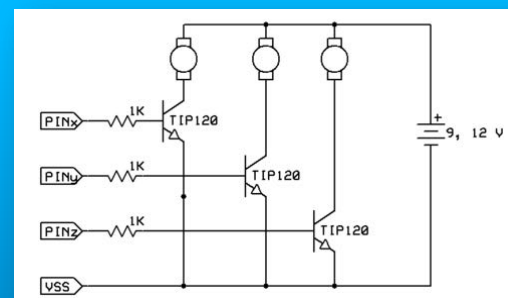 1K
PINx
TIP120
+
9, 12 V
1K
PINy
TIP120
1K
PINz
TIP120
VSS